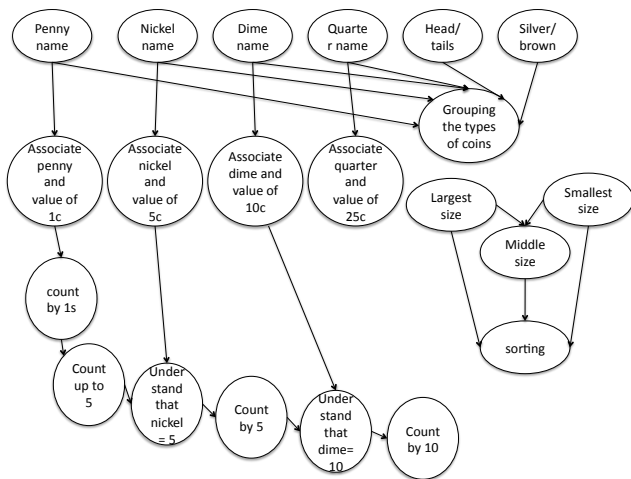 Penny
name
Nickel
name
Dime
name
Quarte
r name
Head/
tails
Silver/
brown
Grouping
the types
of coins
Associate
penny
and
value of
1c
Associate
nickel
and
value of
5c
Associate
dime and
value of
10c
Associate
quarter
and
value of
25c
Largest
size
Smallest
size
Middle
size
count
by 1s
sorting
Count
up to
5
Under
stand
that
nickel
= 5
Count
by 5
Under
stand
that
dime=
10
Count
by 10